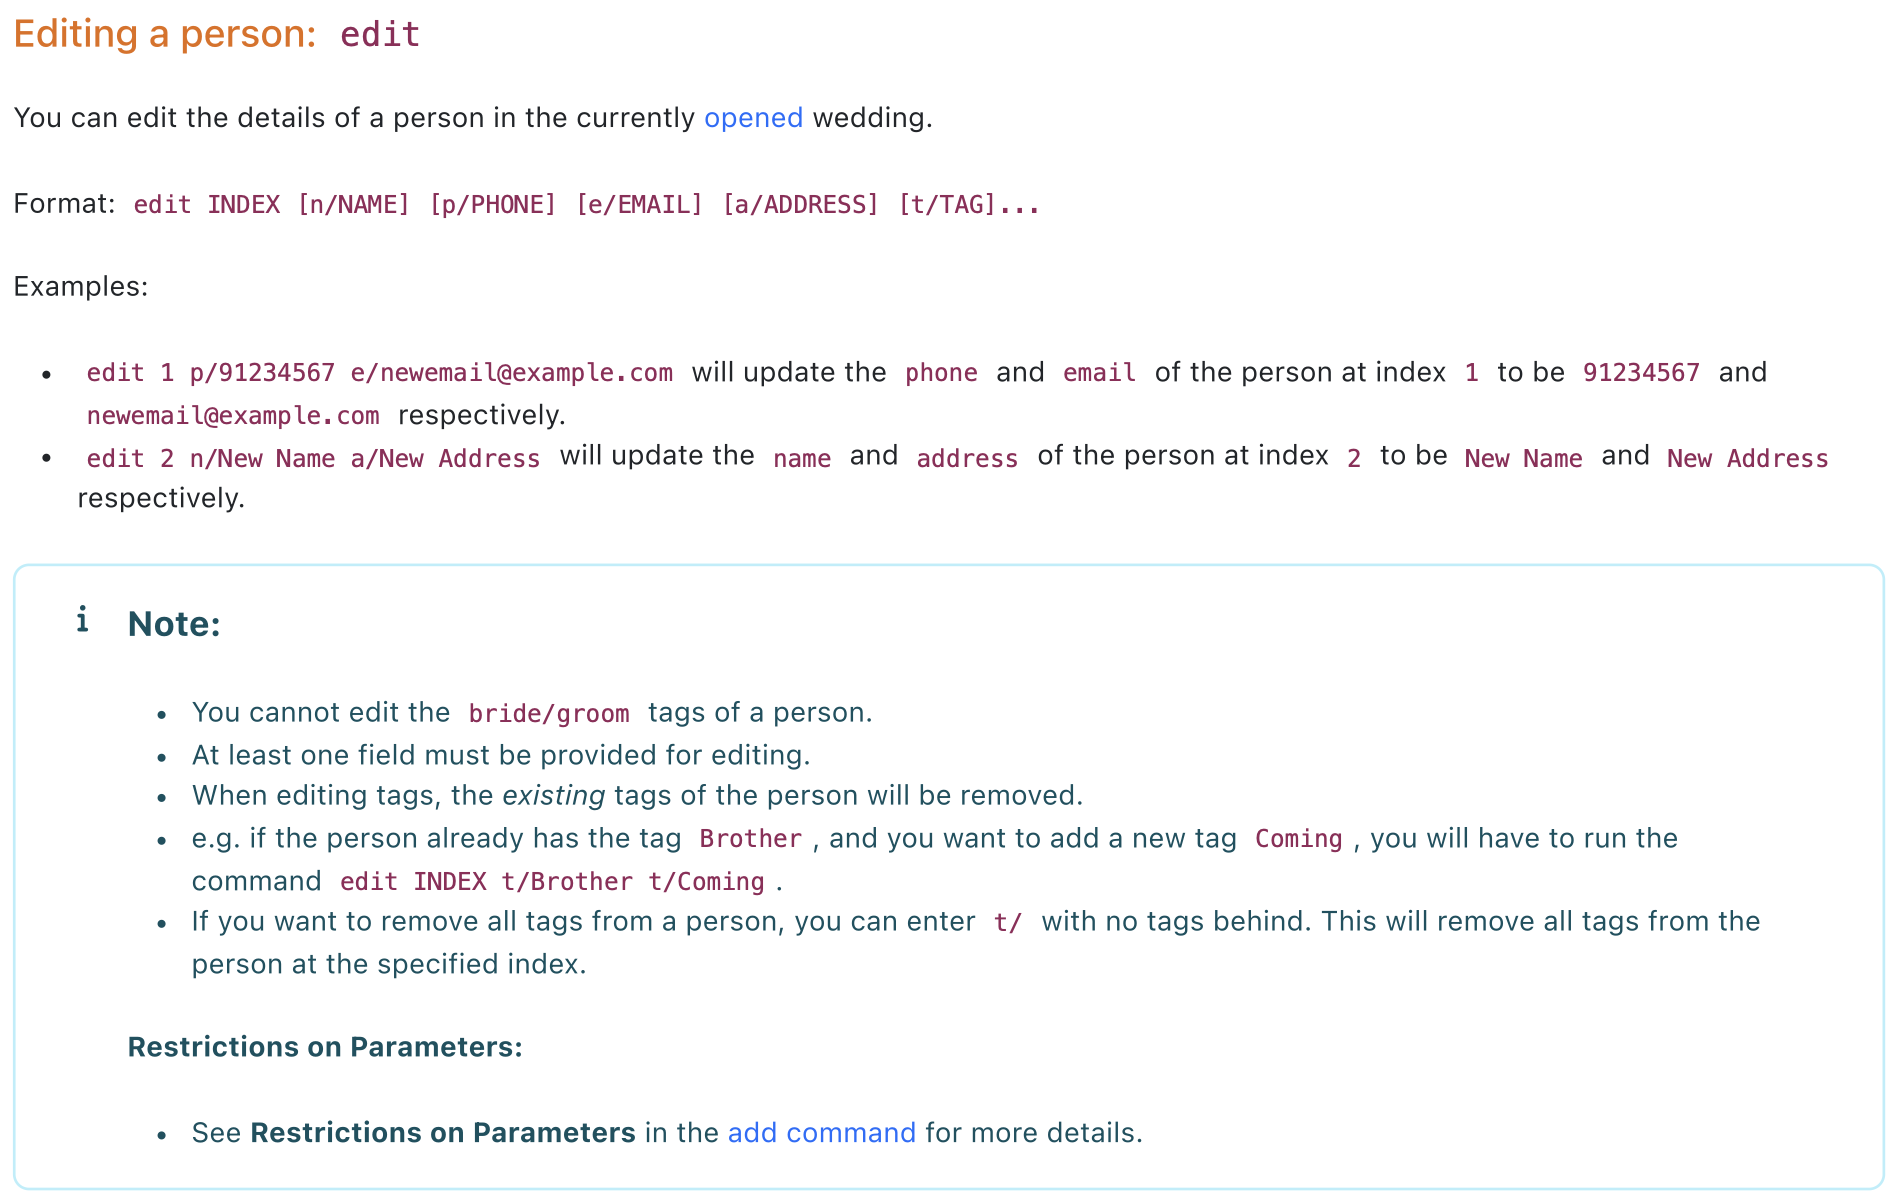 Editing a person: edit
You can edit the details of a person in the currently opened wedding.
Format: edit INDEX [n/NAME] [p/PHONE] [e/EMAIL] [a/ADDRESS] [t/TAG]...
Examples:
• edit 1 p/91234567 e/newemail@example.com will update the phone and email of the person at index 1 to be 91234567 and
newemail@example.com respectively.
• edit 2 n/New Name a/New Address will update the name and address of the person at index 2 to be New Name and New Address
respectively.
i Note:
• You cannot edit the bride/groom tags of a person.
• At least one field must be provided for editing.
• When editing tags, the existing tags of the person will be removed.
• e.g. if the person already has the tag Brother , and you want to add a new tag Coming , you will have to run the
command edit INDEX t/Brother t/Coming .
• If you want to remove all tags from a person, you can enter t/ with no tags behind. This will remove all tags from the
person at the specified index.
Restrictions on Parameters:
• See Restrictions on Parameters in the add command for more details.